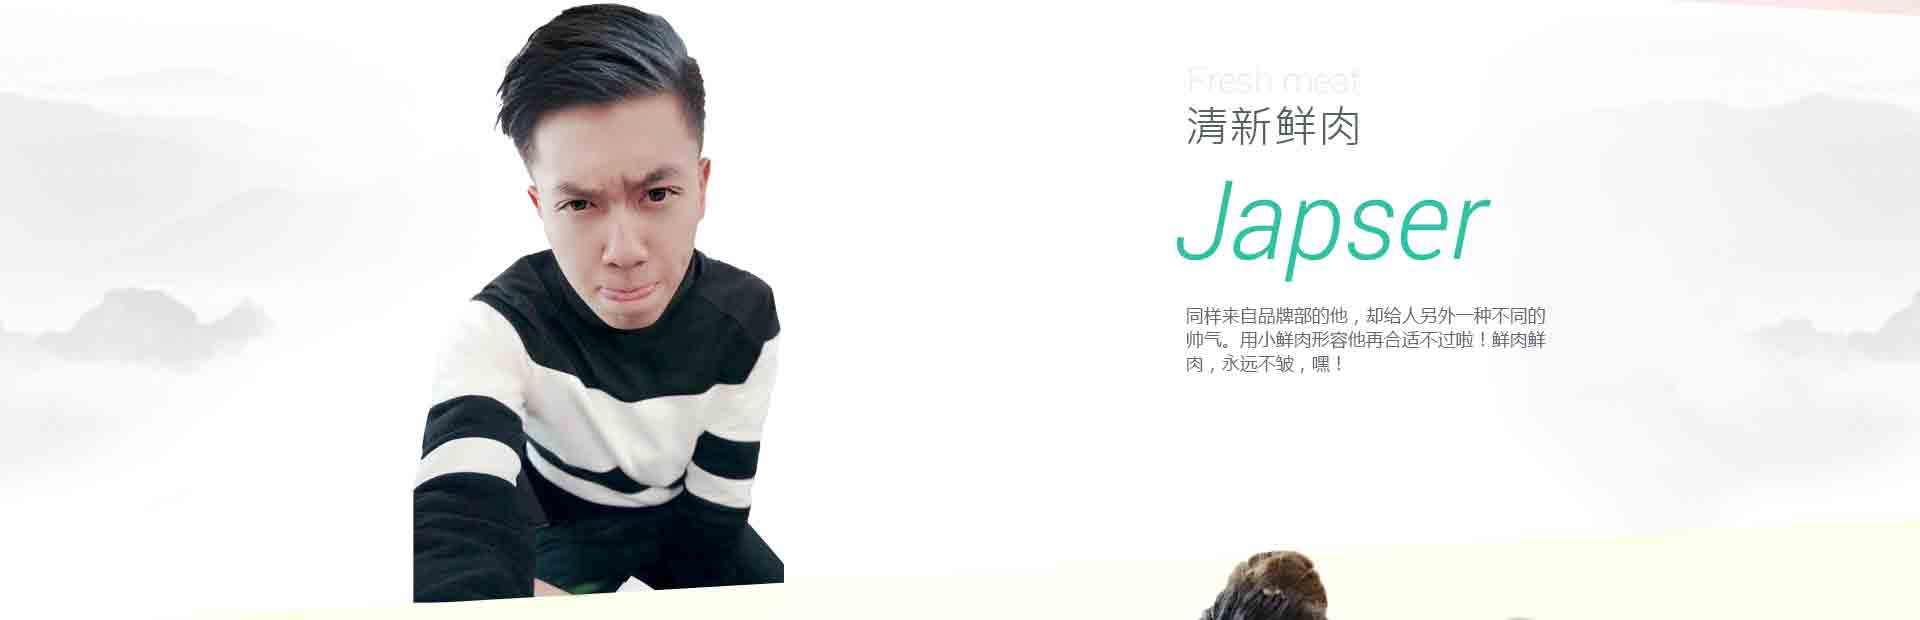 Fresh meat
清新鲜肉
Japser
同样来自品牌部的他，却给人另外一种不同的
帅气。用小鲜肉形容他再合适不过啦！鲜肉鲜
肉，永远不皱，嘿！